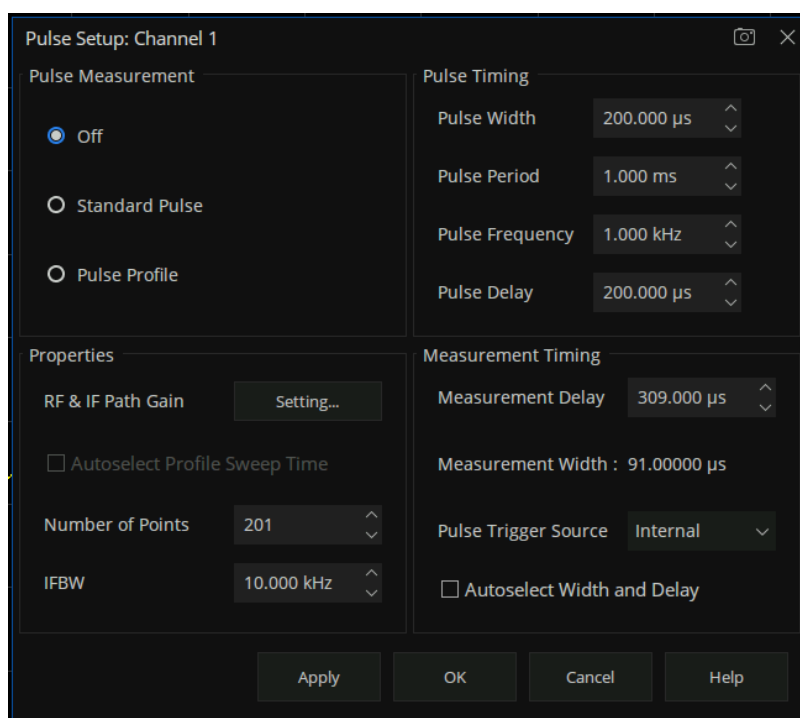 Pulse Setup: Channel 1
Pulse Measurement
Off
Standard Pulse
Pulse Profile
Pulse Timing
Pulse Width 200.000 μs
Pulse Period 1.000 ms
Pulse Frequency 1.000 kHz
Pulse Delay 200.000 μs
Properties
RF & IF Path Gain Setting...
Autoselect Profile Sweep Time
Number of Points 201
IFBW 10.000 kHz
Measurement Timing
Measurement Delay 309.000 μs
Measurement Width : 91.00000 μs
Pulse Trigger Source Internal
Autoselect Width and Delay
Apply OK Cancel Help